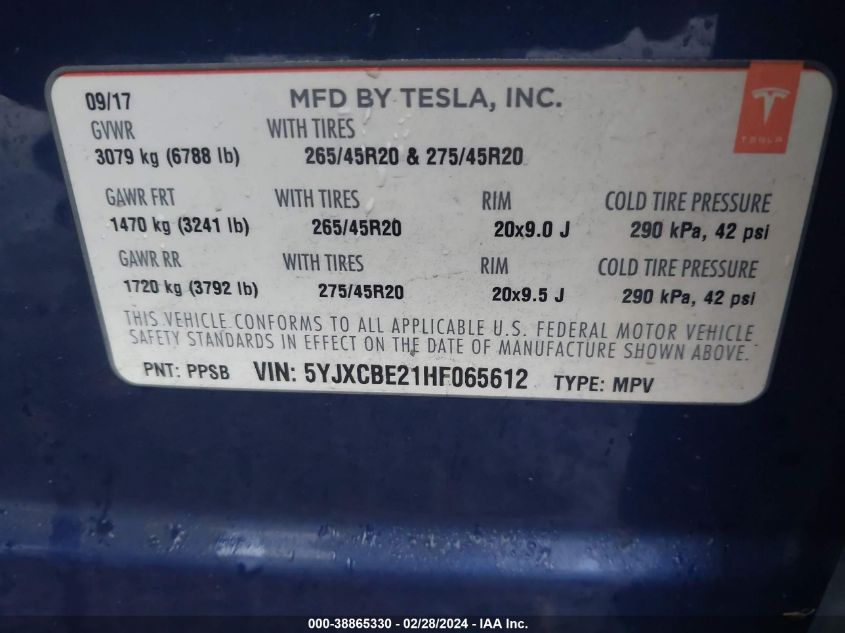 09/17 MFD BY TESLA, INC.
TESLA
GVWR WITH TIRES
3079 kg (6788 lb) 265/45R20 & 275/45R20
GAWR FRT WITH TIRES RIM COLD TIRE PRESSURE
1470 kg (3241 lb) 265/45R20 20x9.0 J 290 kPa, 42 psi
GAWR RR WITH TIRES RIM COLD TIRE PRESSURE
1720 kg (3792 lb) 275/45R20 20x9.5 J 290 kPa, 42 psi
THIS VEHICLE CONFORMS TO ALL APPLICABLE U.S. FEDERAL MOTOR VEHICLE
SAFETY STANDARDS IN EFFECT ON THE DATE OF MANUFACTURE SHOWN ABOVE.
PNT: PPSB VIN: 5YJXCBE21HF065612 TYPE: MPV
000-38865330 - 02/28/2024 - IAA Inc.